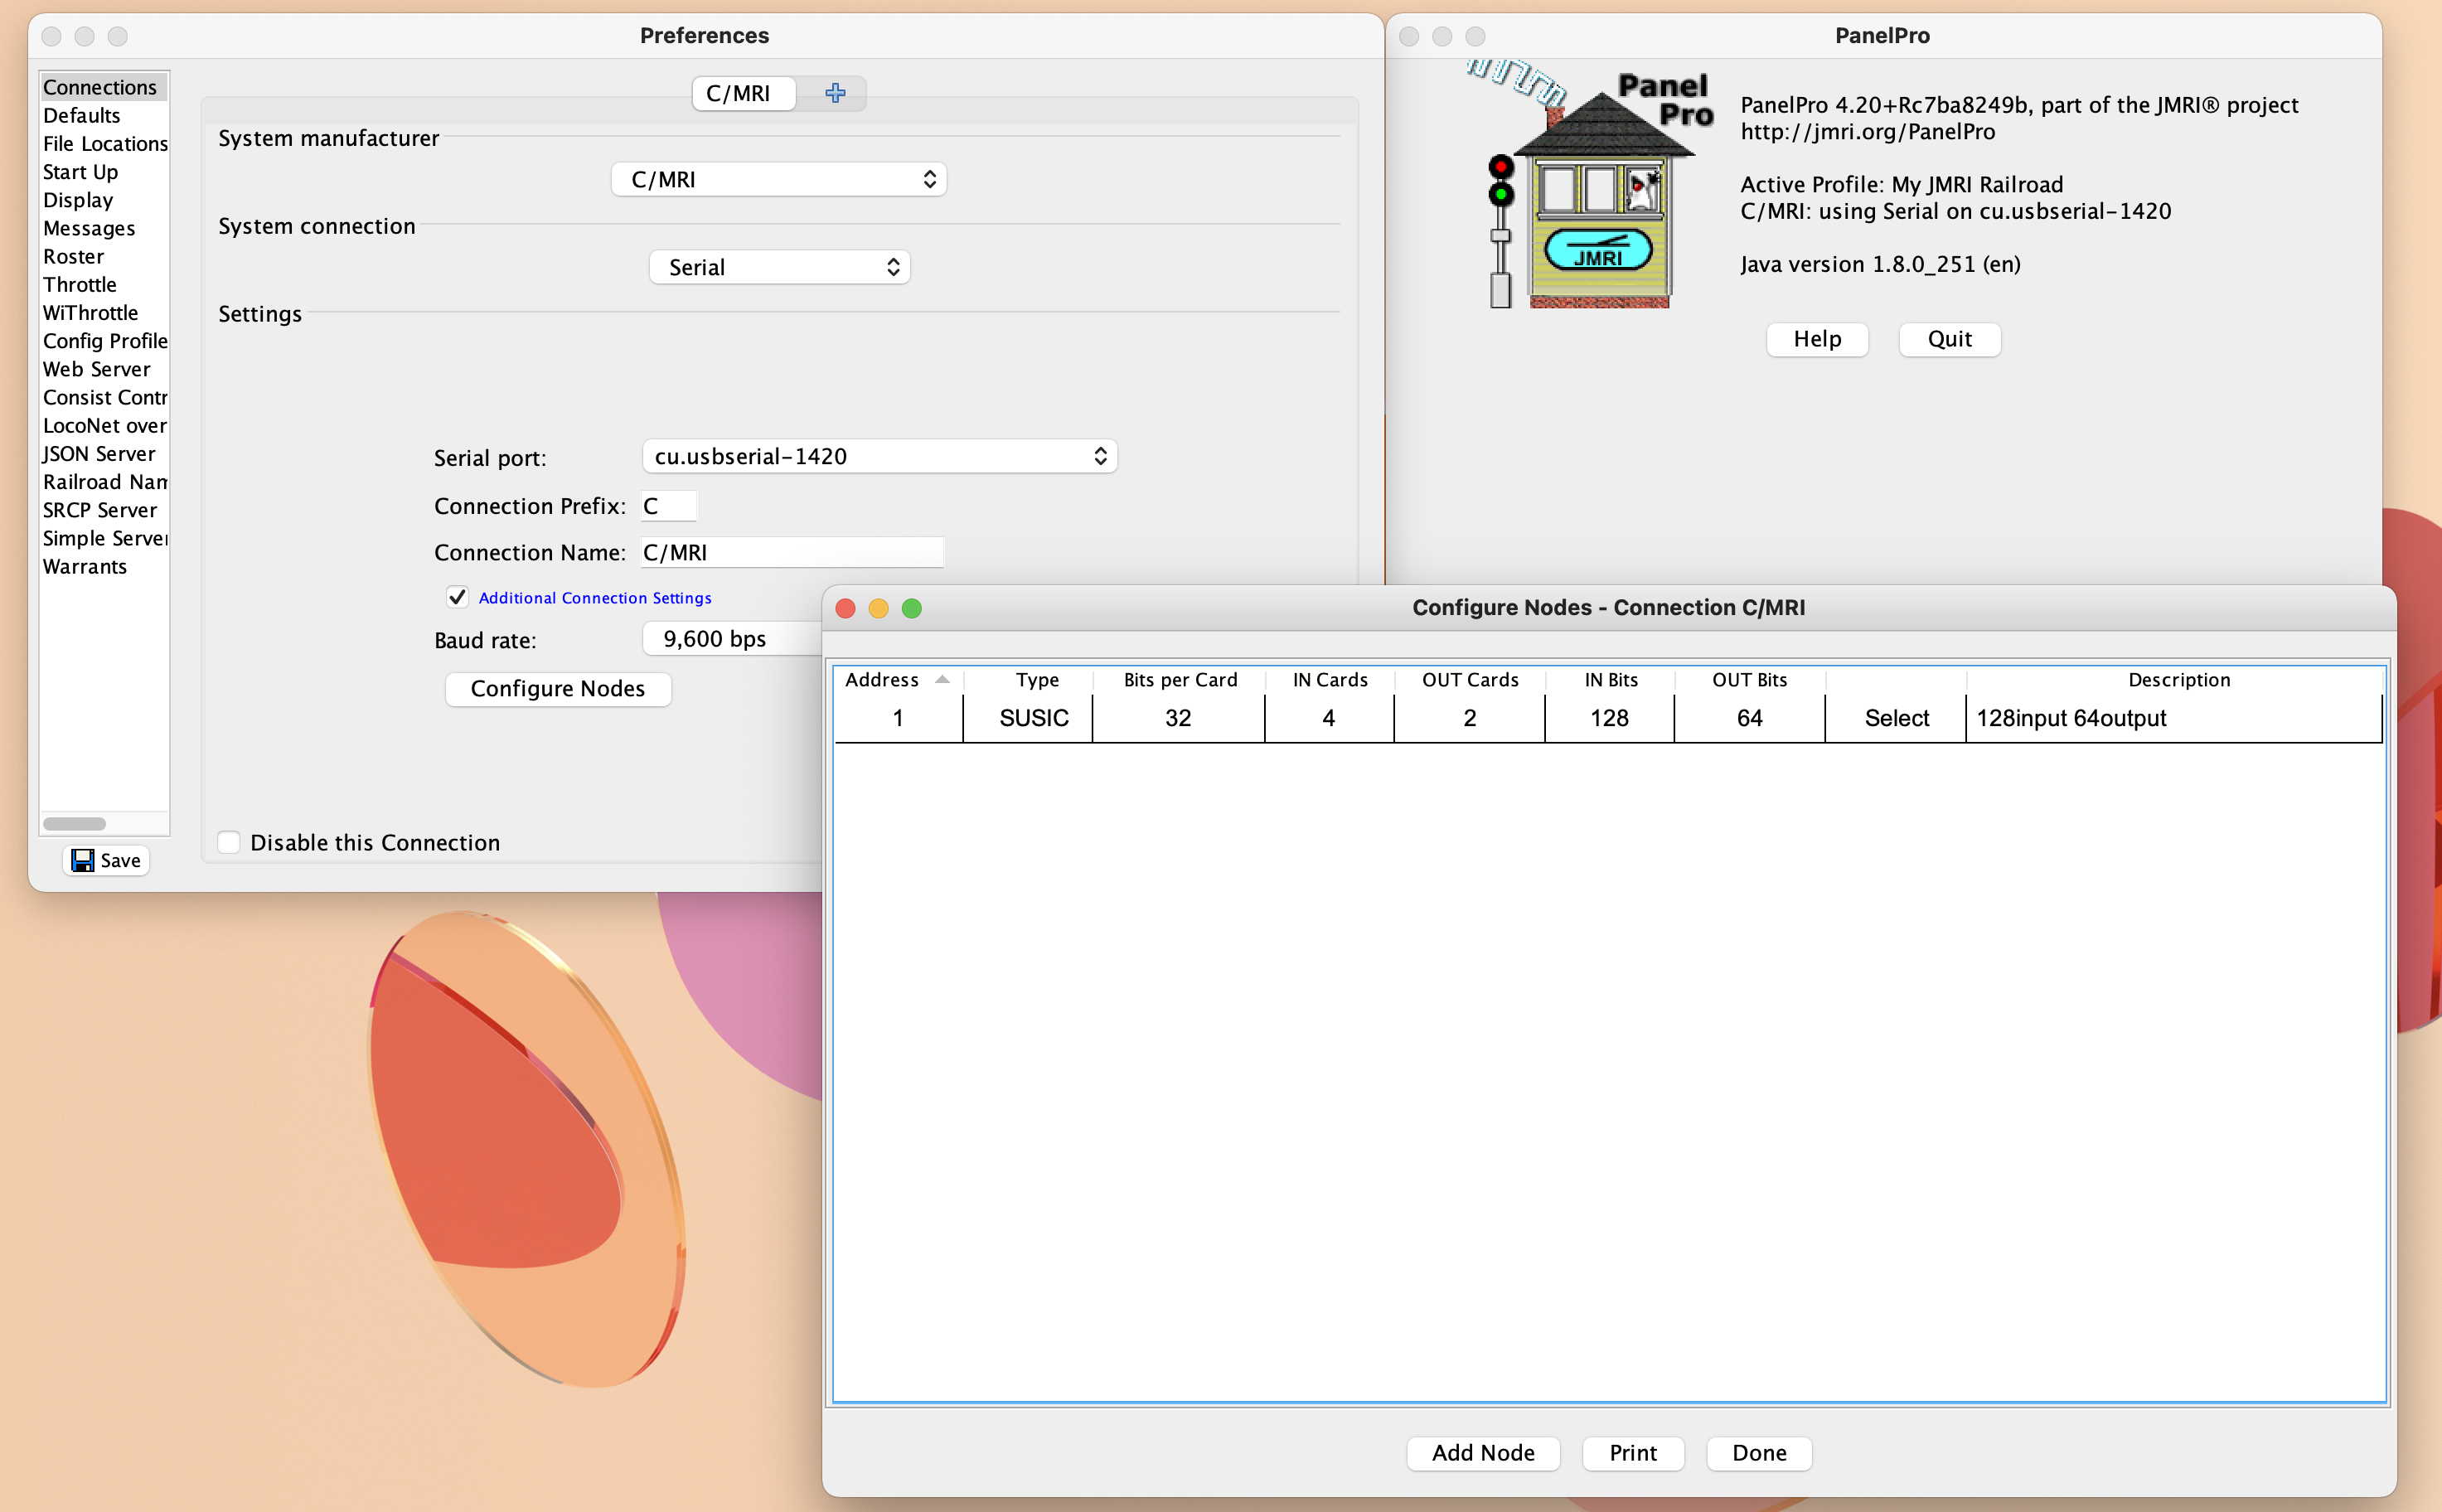 Preferences
Connections
Defaults
File Locations
Start Up
Display
Messages
Roster
Throttle
WiThrottle
Config Profile
Web Server
Consist Contr
LocoNet over
JSON Server
Railroad Nam
SRCP Server
Simple Server
Warrants
Save
C/MRI
System manufacturer
C/MRI
System connection
Serial
Settings
Serial port: cu.usbserial-1420
Connection Prefix: C
Connection Name: C/MRI
Additional Connection Settings
Baud rate: 9,600 bps
Configure Nodes
Disable this Connection
PanelPro
Panel
Pro
JMRI
PanelPro 4.20+Rc7ba8249b, part of the JMRI® project
http://jmri.org/PanelPro
Active Profile: My JMRI Railroad
C/MRI: using Serial on cu.usbserial-1420
Java version 1.8.0_251 (en)
Help Quit
Configure Nodes - Connection C/MRI
Address Type Bits per Card IN Cards OUT Cards IN Bits OUT Bits Description
1 SUSIC 32 4 2 128 64 Select 128input 64output
Add Node Print Done